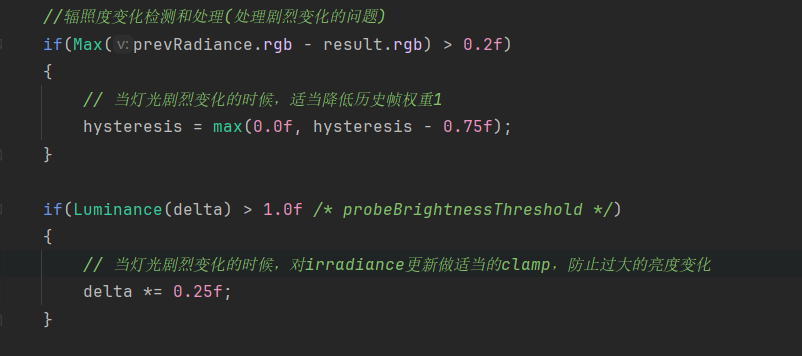 //辐照度变化检测和处理(处理剧烈变化的问题)
if(Max(v:prevRadiance.rgb - result.rgb) > 0.2f)
{
// 当灯光剧烈变化的时候，适当降低历史帧权重1
hysteresis = max(0.0f, hysteresis - 0.75f);
}
if(Luminance(delta) > 1.0f /* probeBrightnessThreshold */)
{
// 当灯光剧烈变化的时候，对irradiance更新做适当的clamp，防止过大的亮度变化
delta *= 0.25f;
}